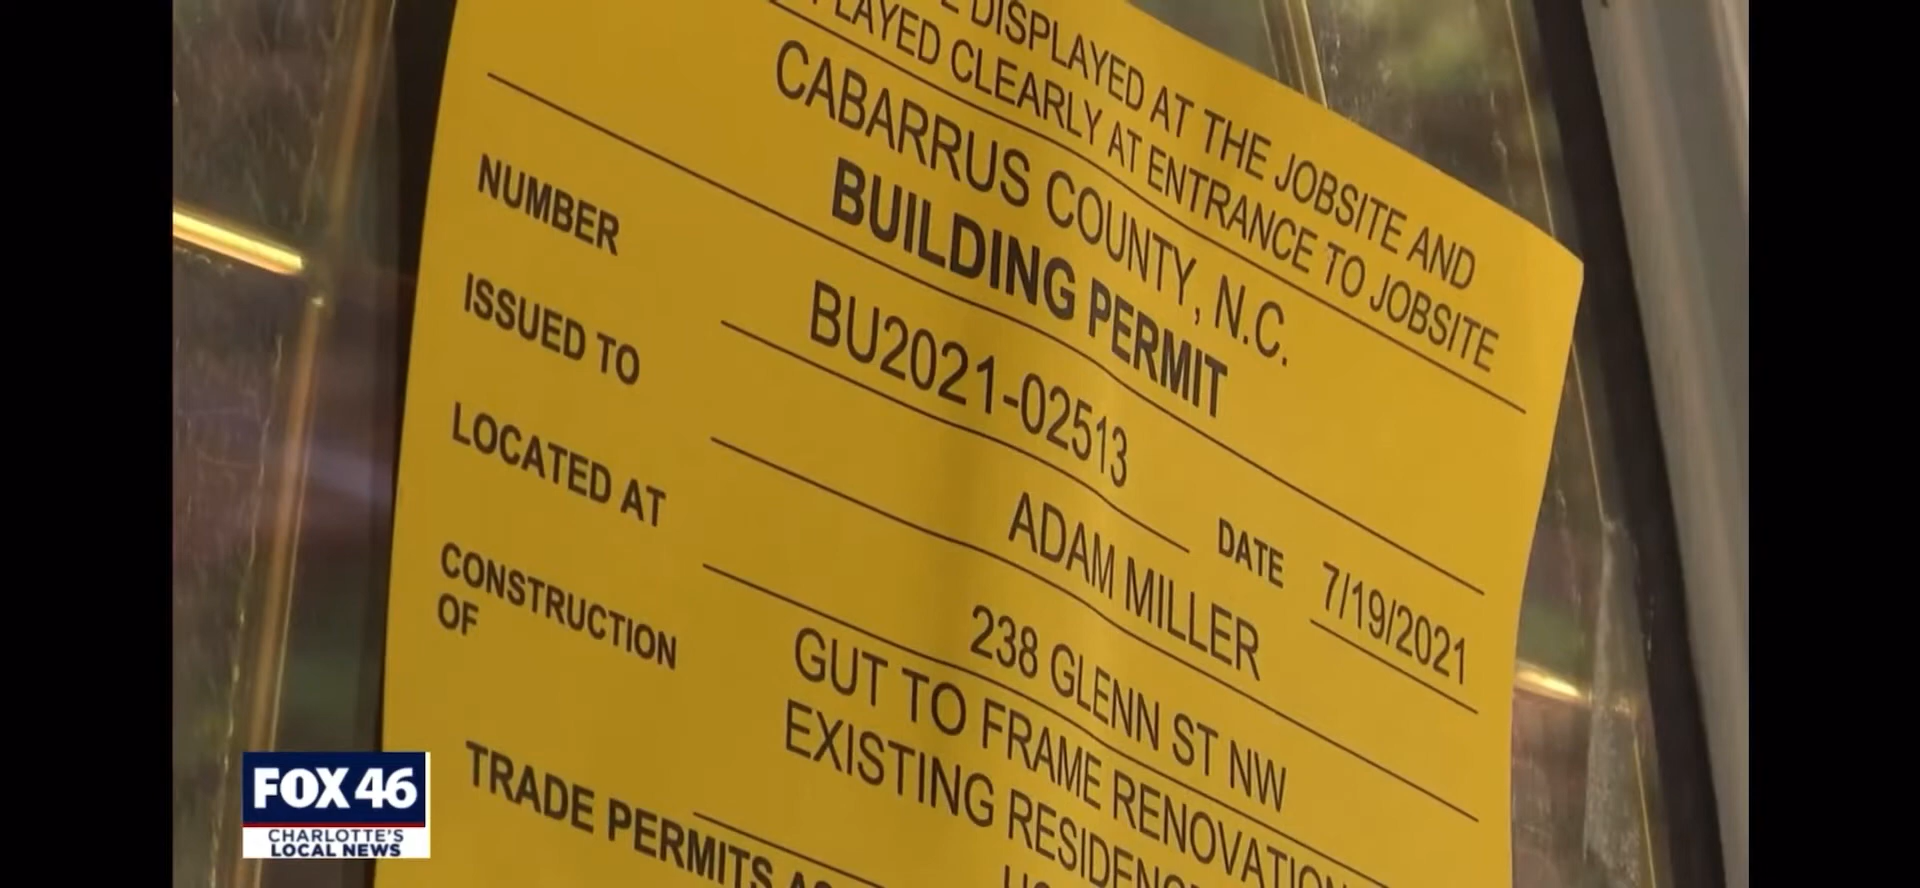 DISPLAYED AT THE JOBSITE AND
CLEARLY AT ENTRANCE TO JOBSITE
CABARRUS COUNTY, N.C.
BUILDING PERMIT
NUMBER BU2021-02513 DATE 7/19/2021
ISSUED TO ADAM MILLER
LOCATED AT 238 GLENN ST NW
CONSTRUCTION GUT TO FRAME RENOVATION
OF EXISTING
TRADE PERMITS
FOX 46
CHARLOTTE'S
LOCAL NEWS